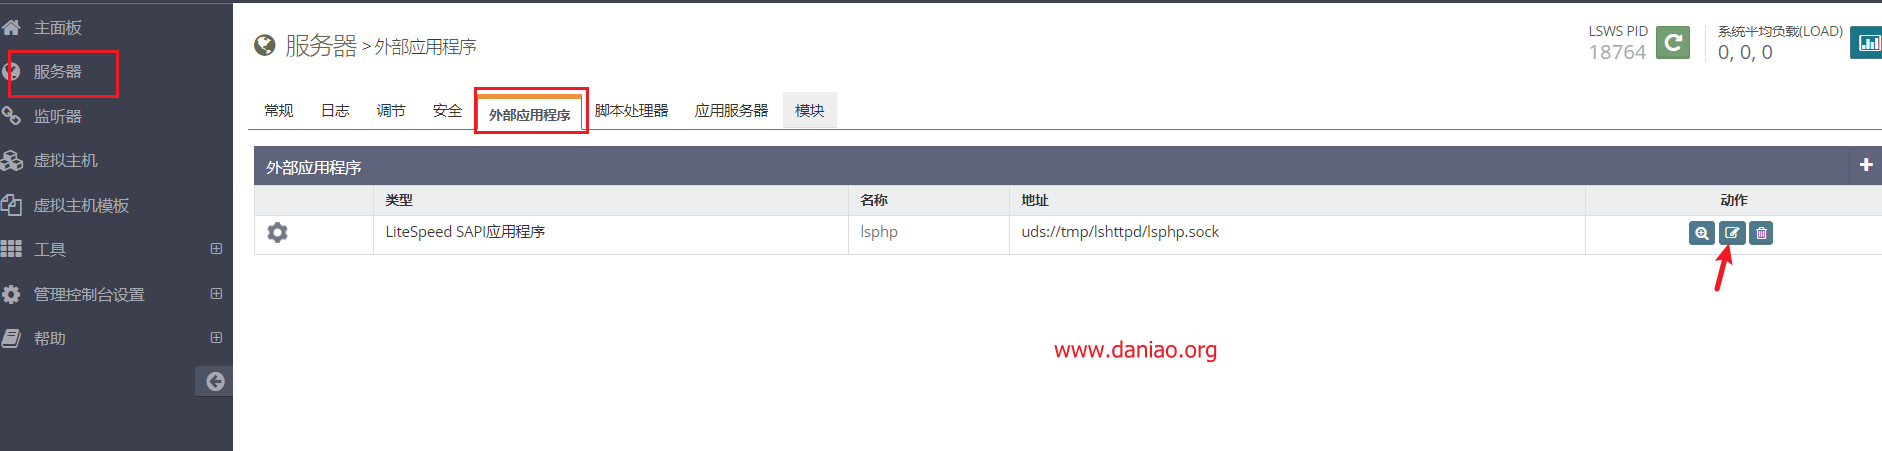 主面板
服务器
监听器
虚拟主机
虚拟主机模板
工具
管理控制台设置
帮助
服务器 > 外部应用程序
LSWS PID
18764
系统平均负载(LOAD)
0, 0, 0
常规 日志 调节 安全 外部应用程序 脚本处理器 应用服务器 模块
外部应用程序
类型 名称 地址 动作
LiteSpeed SAPI应用程序 lsphp uds://tmp/lshttpd/lsphp.sock
www.daniao.org